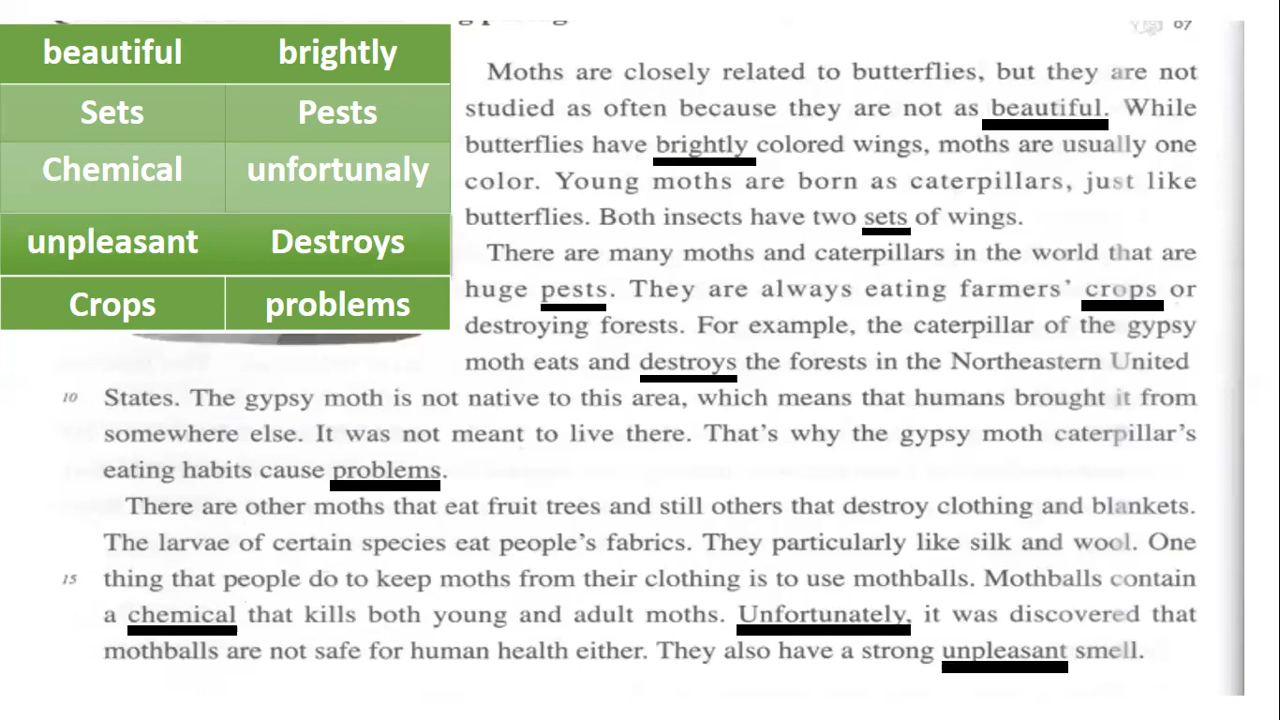 beautiful brightly
Sets Pests
Chemical unfortunaly
unpleasant Destroys
Crops problems
07
Moths are closely related to butterflies, but they are not
studied as often because they are not as beautiful. While
butterflies have brightly colored wings, moths are usually one
color. Young moths are born as caterpillars, just like
butterflies. Both insects have two sets of wings.
There are many moths and caterpillars in the world that are
huge pests. They are always eating farmers' crops or
destroying forests. For example, the caterpillar of the gypsy
moth eats and destroys the forests in the Northeastern United
10 States. The gypsy moth is not native to this area, which means that humans brought it from
somewhere else. It was not meant to live there. That's why the gypsy moth caterpillar's
eating habits cause problems.
There are other moths that eat fruit trees and still others that destroy clothing and blankets.
The larvae of certain species eat people's fabrics. They particularly like silk and wool. One
15 thing that people do to keep moths from their clothing is to use mothballs. Mothballs contain
a chemical that kills both young and adult moths. Unfortunately, it was discovered that
mothballs are not safe for human health either. They also have a strong unpleasant smell.